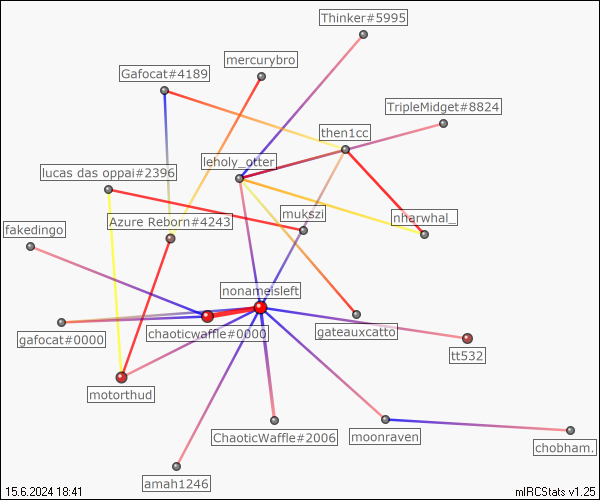 Thinker#5995
mercurybro
Gafocat#4189
TripleMidget#8824
then1cc
leholy_otter
lucas das oppai#2396
mukszi
nharwhal_
Azure Reborn#4243
fakedingo
nonameisleft
chaoticwaffle#0000
gateauxcatto
gafocat#0000
tt532
motorthud
ChaoticWaffle#2006
moonraven
chobham.
amah1246
15.6.2024 18:41
mIRCStats v1.25